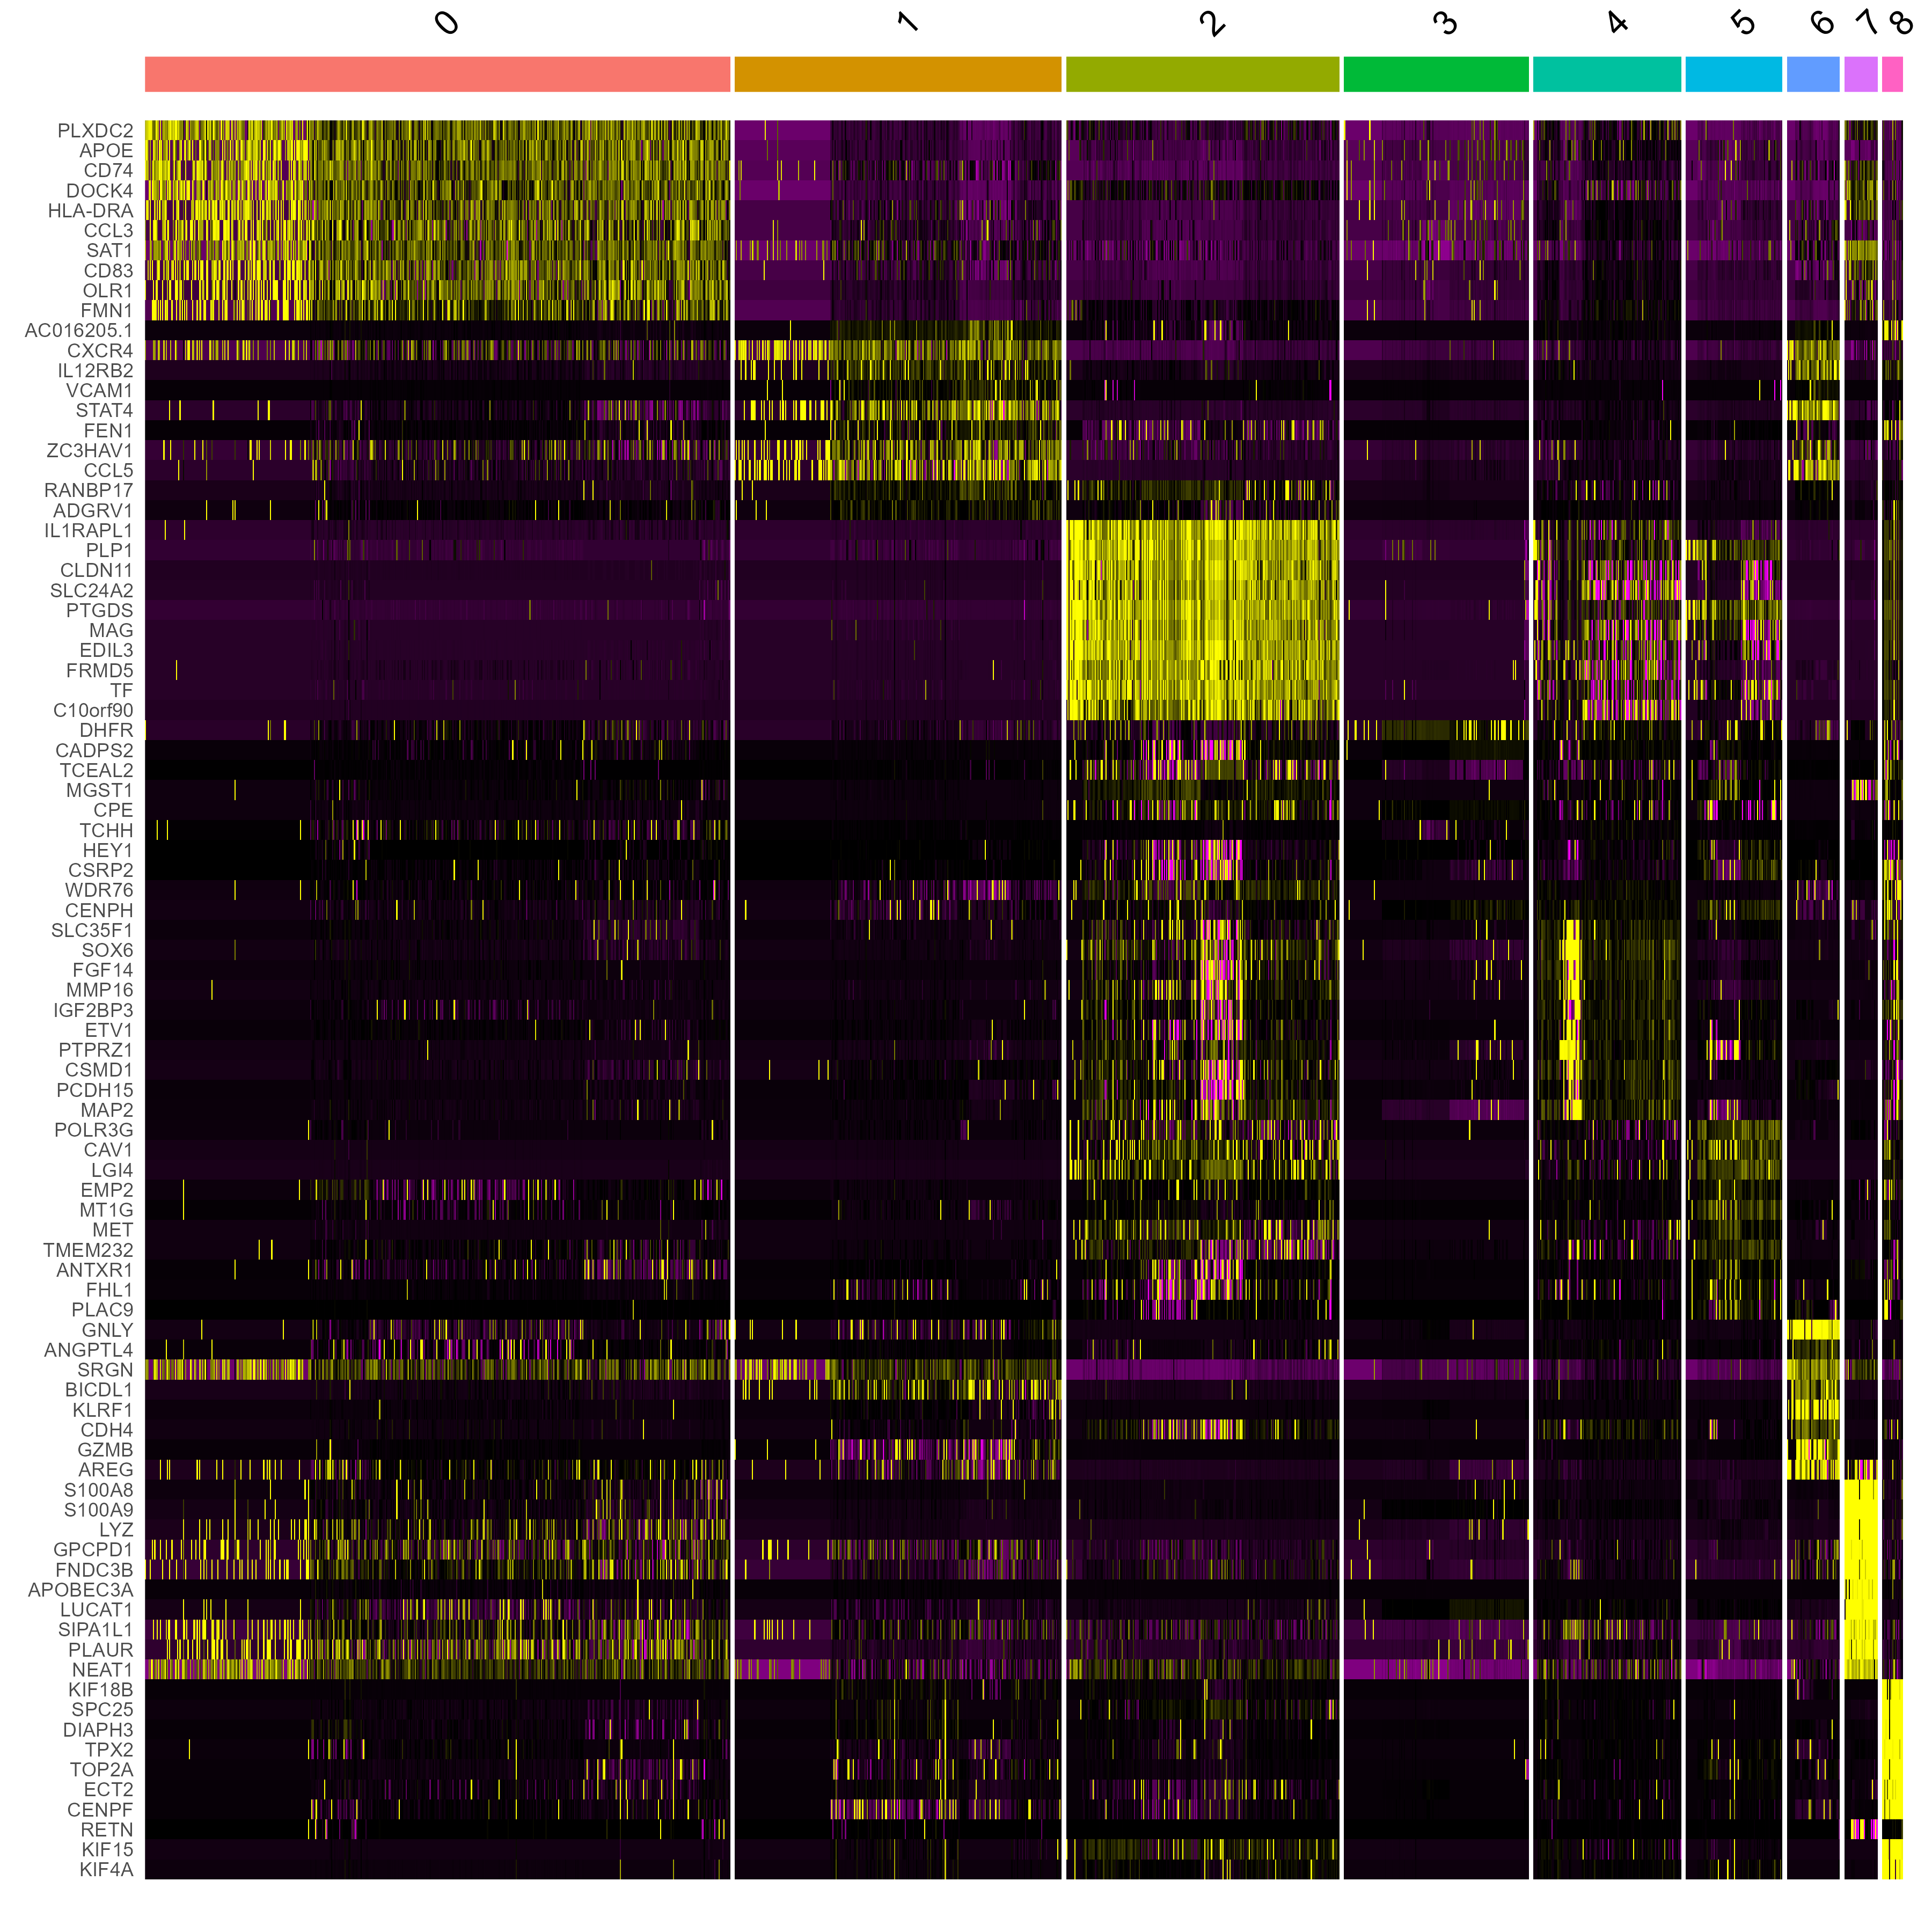 0 1 2 3 4 5 6 7 8
PLXDC2
APOE
CD74
DOCK4
HLA-DRA
CCL3
SAT1
CD83
OLR1
FMN1
AC016205.1
CXCR4
IL12RB2
VCAM1
STAT4
FEN1
ZC3HAV1
CCL5
RANBP17
ADGRV1
IL1RAPL1
PLP1
CLDN11
SLC24A2
PTGDS
MAG
EDIL3
FRMD5
TF
C10orf90
DHFR
CADPS2
TCEAL2
MGST1
CPE
TCHH
HEY1
CSRP2
WDR76
CENPH
SLC35F1
SOX6
FGF14
MMP16
IGF2BP3
ETV1
PTPRZ1
CSMD1
PCDH15
MAP2
POLR3G
CAV1
LGI4
EMP2
MT1G
MET
TMEM232
ANTXR1
FHL1
PLAC9
GNLY
ANGPTL4
SRGN
BICDL1
KLRF1
CDH4
GZMB
AREG
S100A8
S100A9
LYZ
GPCPD1
FNDC3B
APOBEC3A
LUCAT1
SIPA1L1
PLAUR
NEAT1
KIF18B
SPC25
DIAPH3
TPX2
TOP2A
ECT2
CENPF
RETN
KIF15
KIF4A